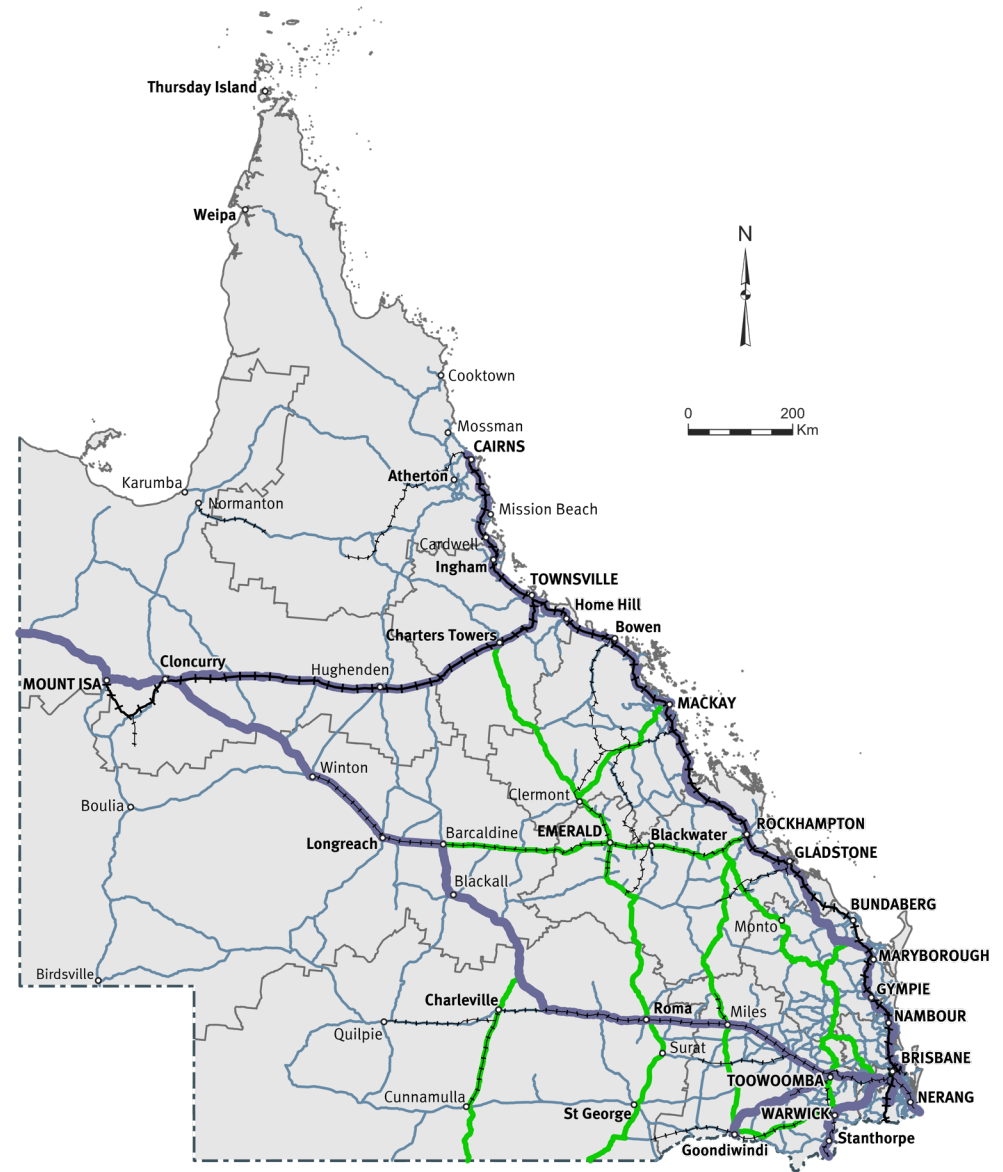 Thursday Island
Weipa
N
Cooktown
0 200
Km
Mossman
CAIRNS
Atherton
Karumba
Normanton
Mission Beach
Cardwell
Ingham
TOWNSVILLE
Home Hill
Bowen
Charters Towers
Cloncurry
Hughenden
MOUNT ISA
MACKAY
Winton
Clermont
Boulia
ROCKHAMPTON
EMERALD
Barcaldine
Blackwater
Longreach
GLADSTONE
Blackall
BUNDABERG
Monto
MARYBOROUGH
Birdsville
GYMPIE
Charleville
Roma
Miles
NAMBOUR
Quilpie
Surat
BRISBANE
TOOWOOMBA
Cunnamulla
NERANG
St George
WARWICK
Stanthorpe
Goondiwindi